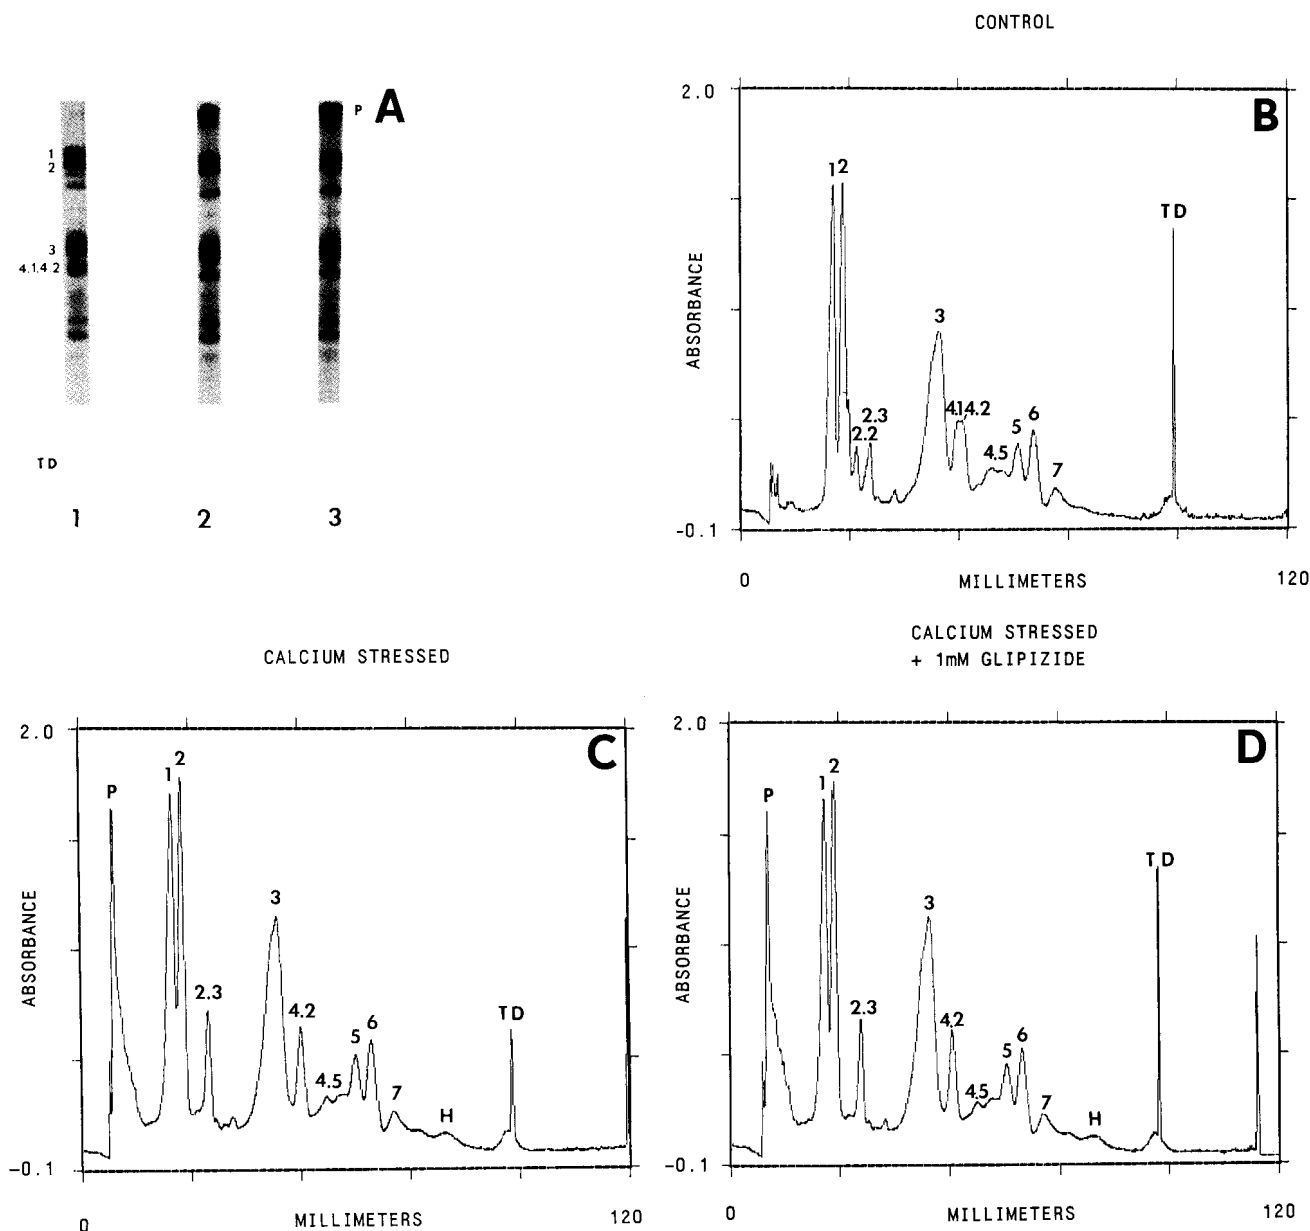 A
P
1
2
3
4.1.4 2
TD
1 2 3
CONTROL
B
2.0
ABSORBANCE
-0.1
1 2
2.2
2.3
3
4.1 4.2
4.5
5
6
7
TD
0 MILLIMETERS 120
CALCIUM STRESSED
C
2.0
ABSORBANCE
-0.1
P
1
2
2.3
3
4.2
4.5
5
6
7
H
TD
0 MILLIMETERS 120
CALCIUM STRESSED
+ 1mM GLIPIZIDE
D
2.0
ABSORBANCE
-0.1
P
1
2
2.3
3
4.2
4.5
5
6
7
H
TD
0 MILLIMETERS 120